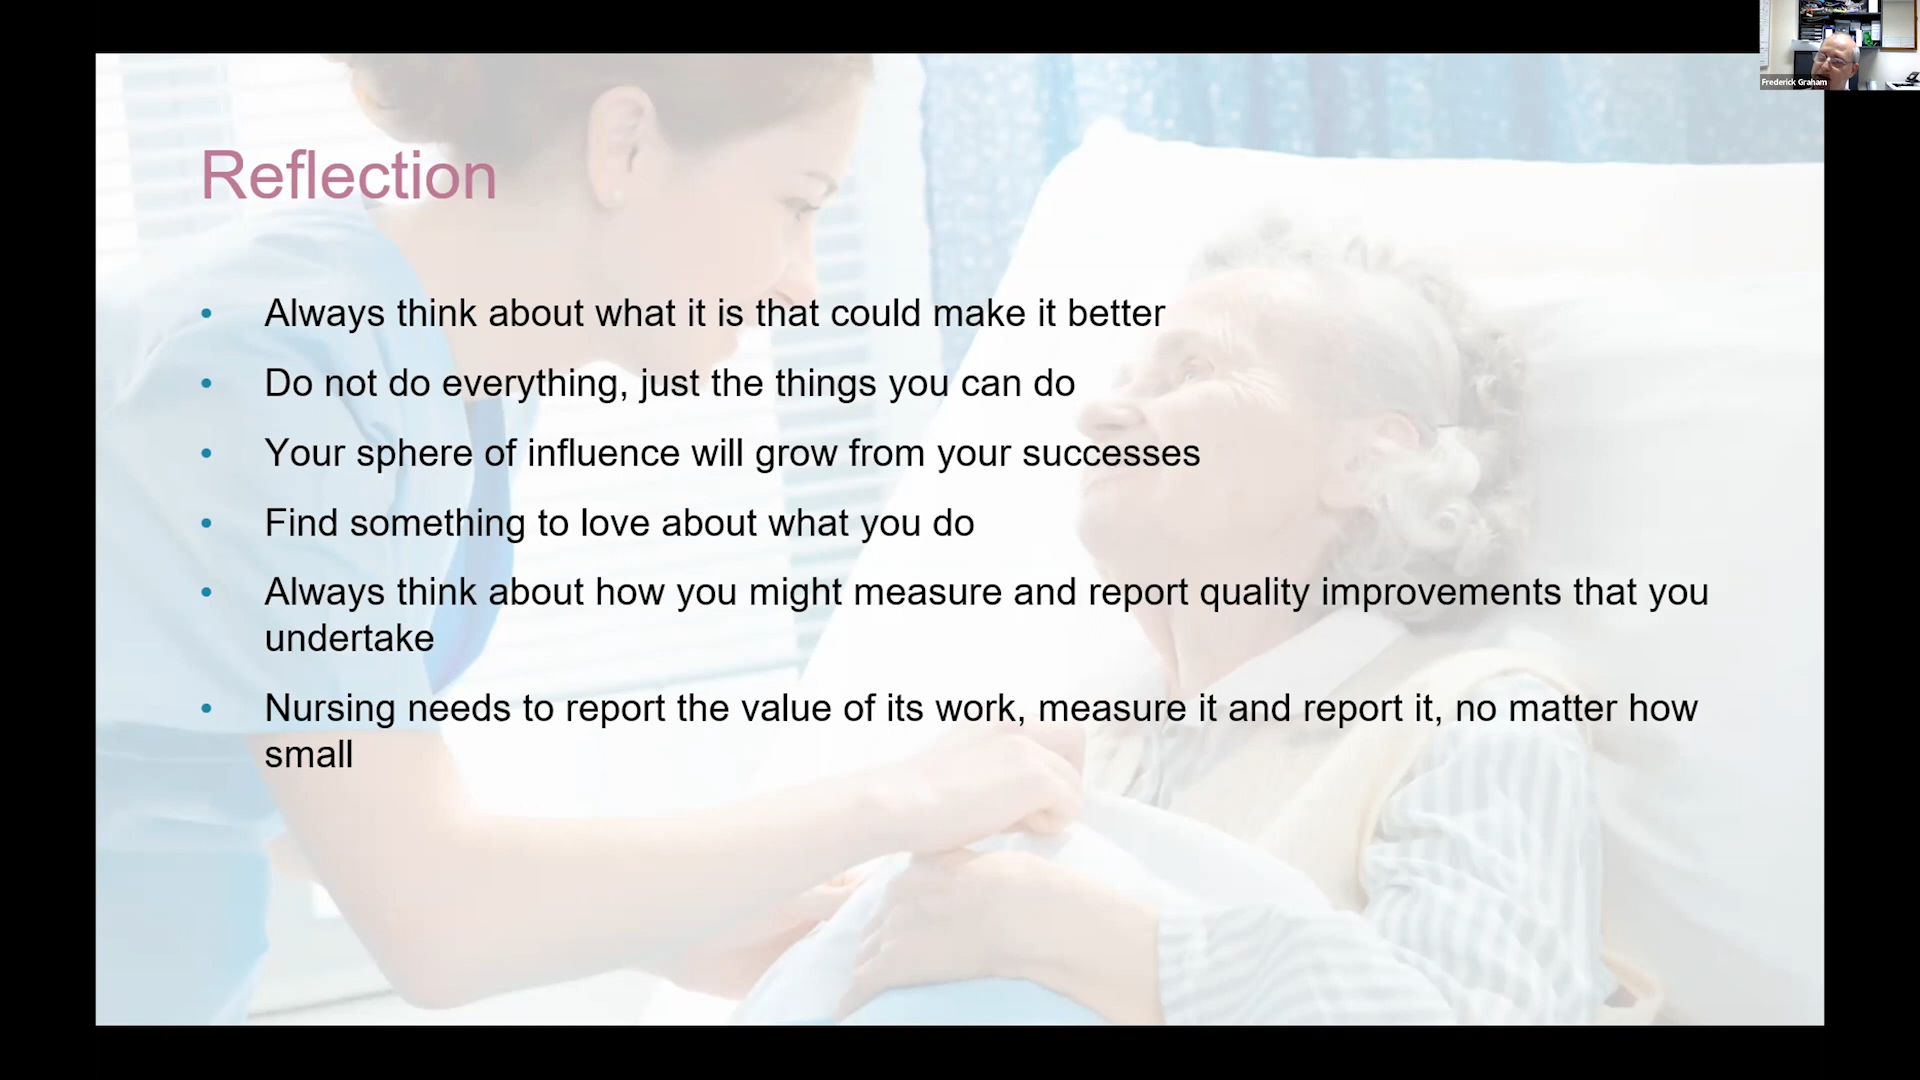 Frederick Graham
Reflection
• Always think about what it is that could make it better
• Do not do everything, just the things you can do
• Your sphere of influence will grow from your successes
• Find something to love about what you do
• Always think about how you might measure and report quality improvements that you
undertake
• Nursing needs to report the value of its work, measure it and report it, no matter how
small